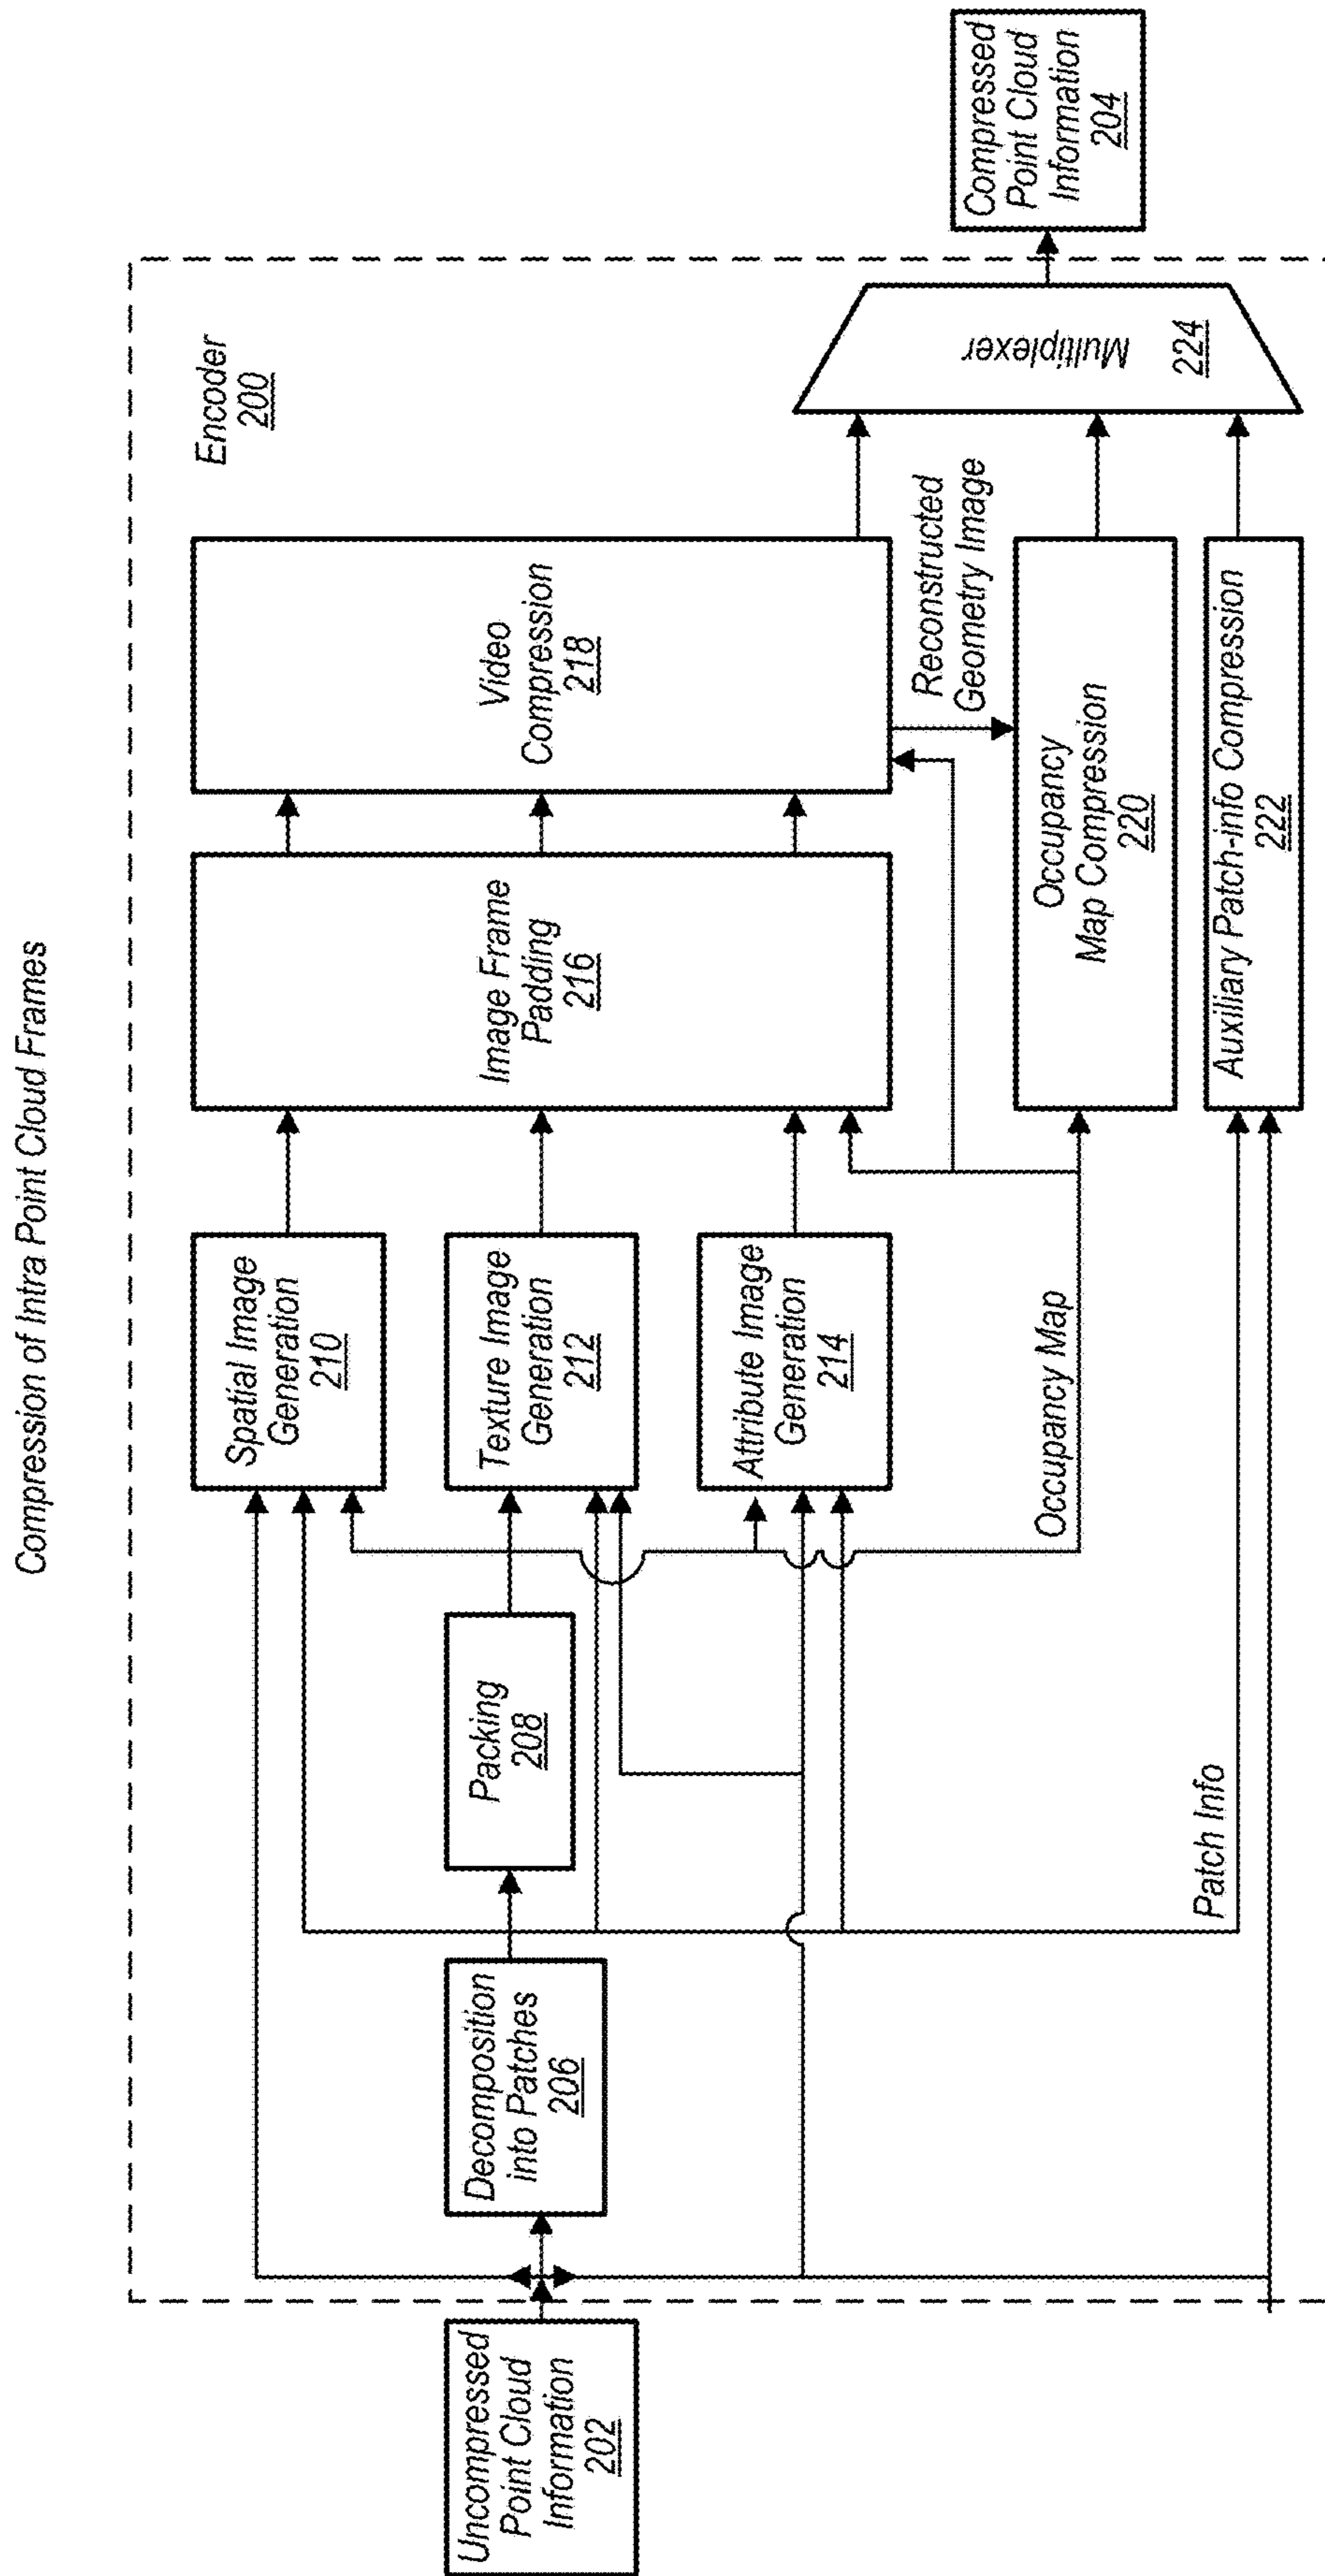 Compression of Intra Point Cloud Frames
Encoder
200
Uncompressed
Point Cloud
Information
202
Decomposition
into Patches
206
Packing
208
Spatial Image
Generation
210
Texture Image
Generation
212
Attribute Image
Generation
214
Image Frame
Padding
216
Video
Compression
218
Reconstructed
Geometry Image
Occupancy Map
Occupancy
Map Compression
220
Patch Info
Auxiliary Patch-info Compression
222
Multiplexer
224
Compressed
Point Cloud
Information
204